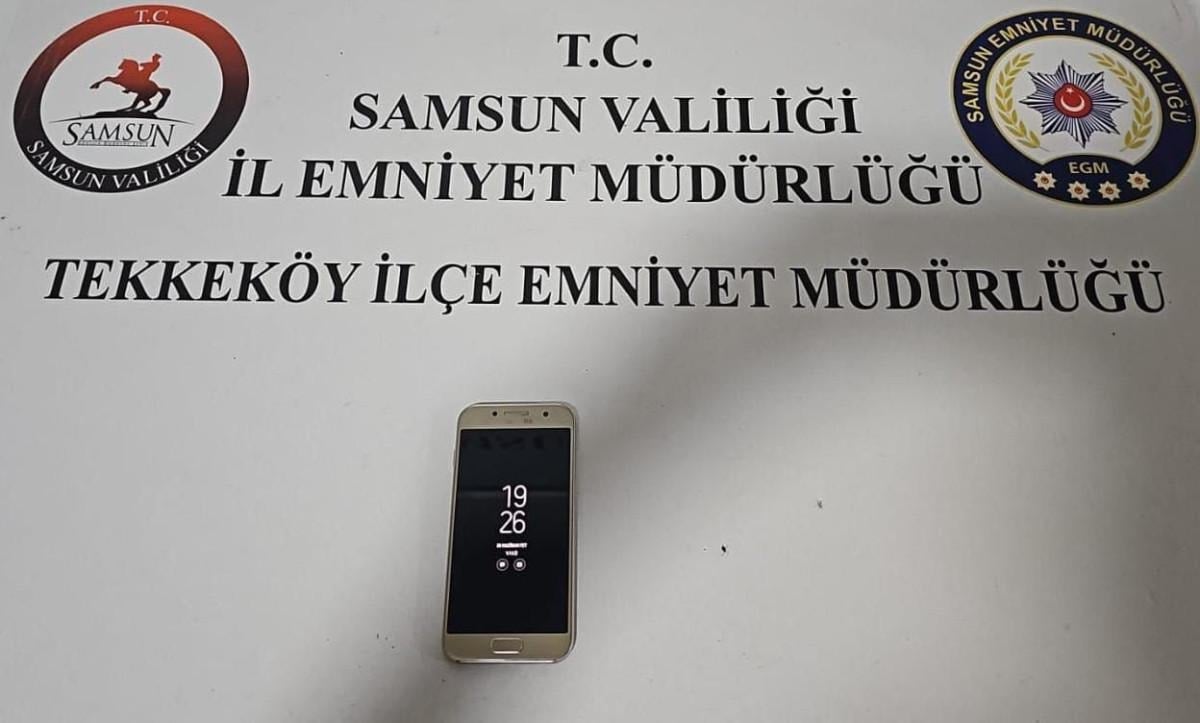 T.C.
SAMSUN
SAMSUN VALİLİĞİ
T.C.
SAMSUN VALİLİĞİ
İL EMNİYET MÜDÜRLÜĞÜ
TEKKEKÖY İLÇE EMNİYET MÜDÜRLÜĞÜ
SAMSUN EMNİYET MÜDÜRLÜĞÜ
EGM
19
26